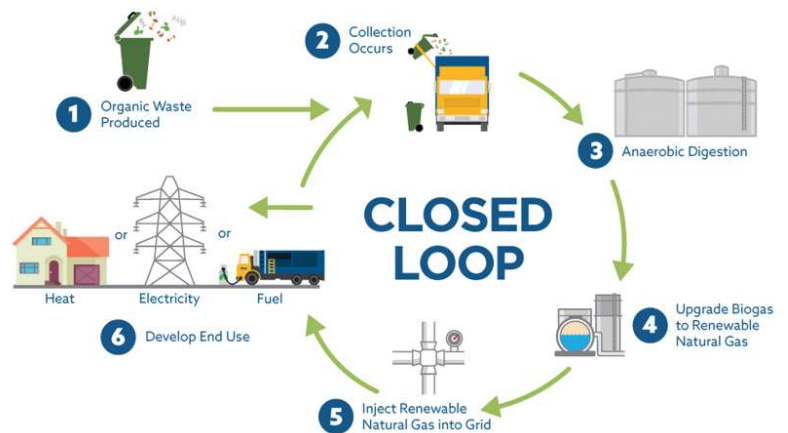 1
Organic Waste
Produced
2
Collection
Occurs
3
Anaerobic Digestion
CLOSED
LOOP
4
Upgrade Biogas
to Renewable
Natural Gas
5
Inject Renewable
Natural Gas into Grid
or
or
Heat
Electricity
Fuel
6
Develop End Use